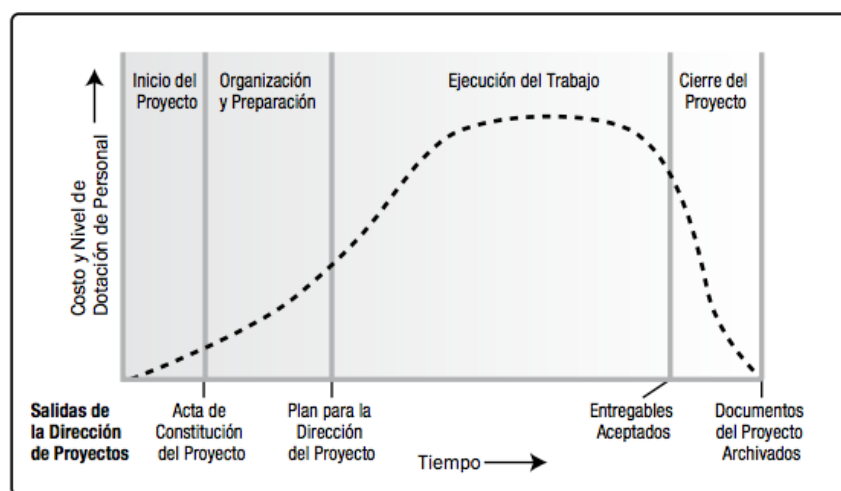 Inicio del
Proyecto
Organización
y Preparación
Ejecución del Trabajo
Cierre del
Proyecto
Costo y Nivel de
Dotación de Personal
Salidas de
la Dirección
de Proyectos
Acta de
Constitución
del Proyecto
Plan para la
Dirección
del Proyecto
Tiempo
Entregables
Aceptados
Documentos
del Proyecto
Archivados